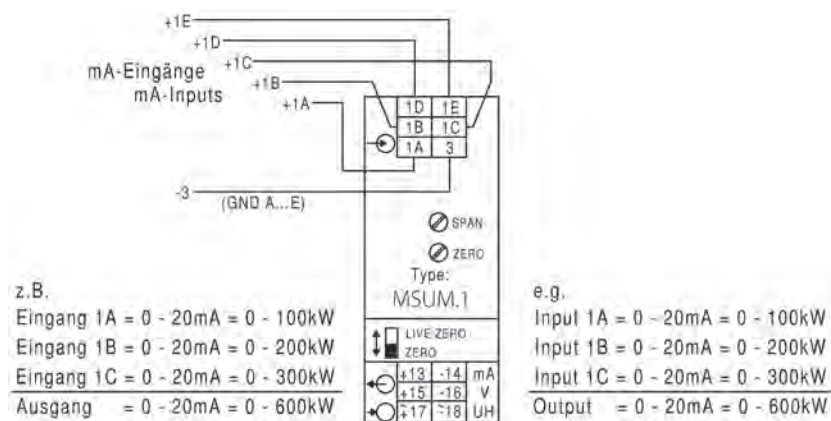 +1E
+1D
+1C
mA-Eingänge
+1B
mA-Inputs
+1A
1D 1E
1B 1C
1A 3
-3
(GND A...E)
SPAN
ZERO
Type:
MSUM.1
LIVE ZERO
ZERO
+13 -14 mA
+15 -16 V
~17 ~18 UH
z.B.
Eingang 1A = 0 - 20mA = 0 - 100kW
Eingang 1B = 0 - 20mA = 0 - 200kW
Eingang 1C = 0 - 20mA = 0 - 300kW
Ausgang = 0 - 20mA = 0 - 600kW
e.g.
Input 1A = 0 - 20mA = 0 - 100kW
Input 1B = 0 - 20mA = 0 - 200kW
Input 1C = 0 - 20mA = 0 - 300kW
Output = 0 - 20mA = 0 - 600kW